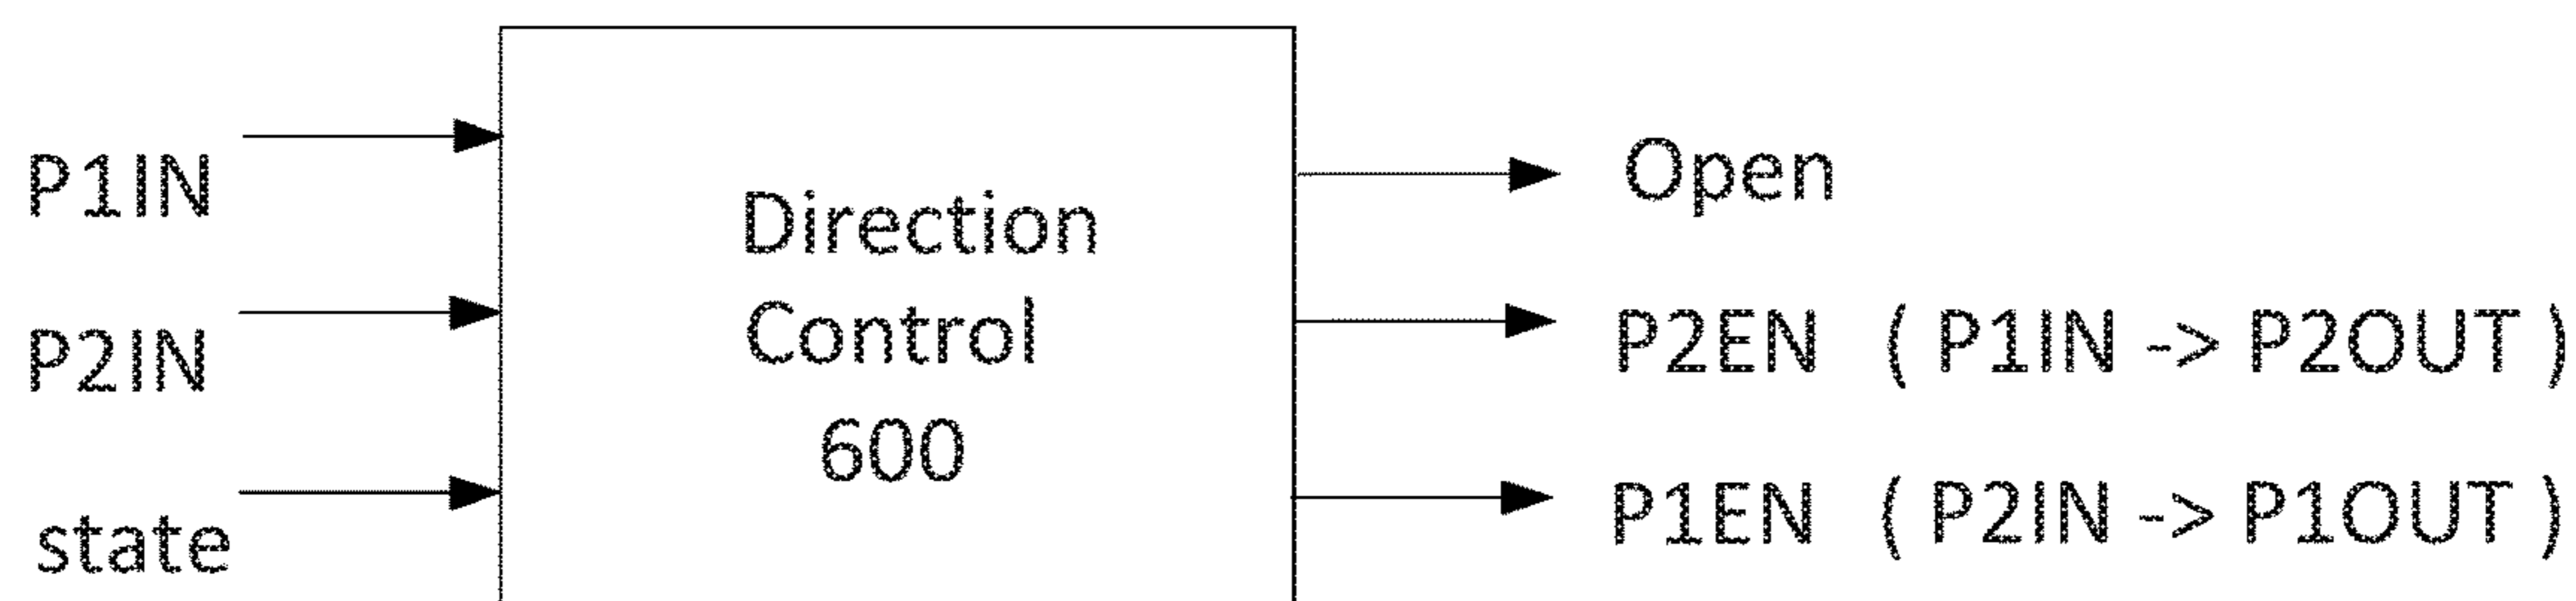 P1IN
P2IN
state
Direction
Control
600
Open
P2EN ( P1IN -> P2OUT )
P1EN ( P2IN -> P1OUT )